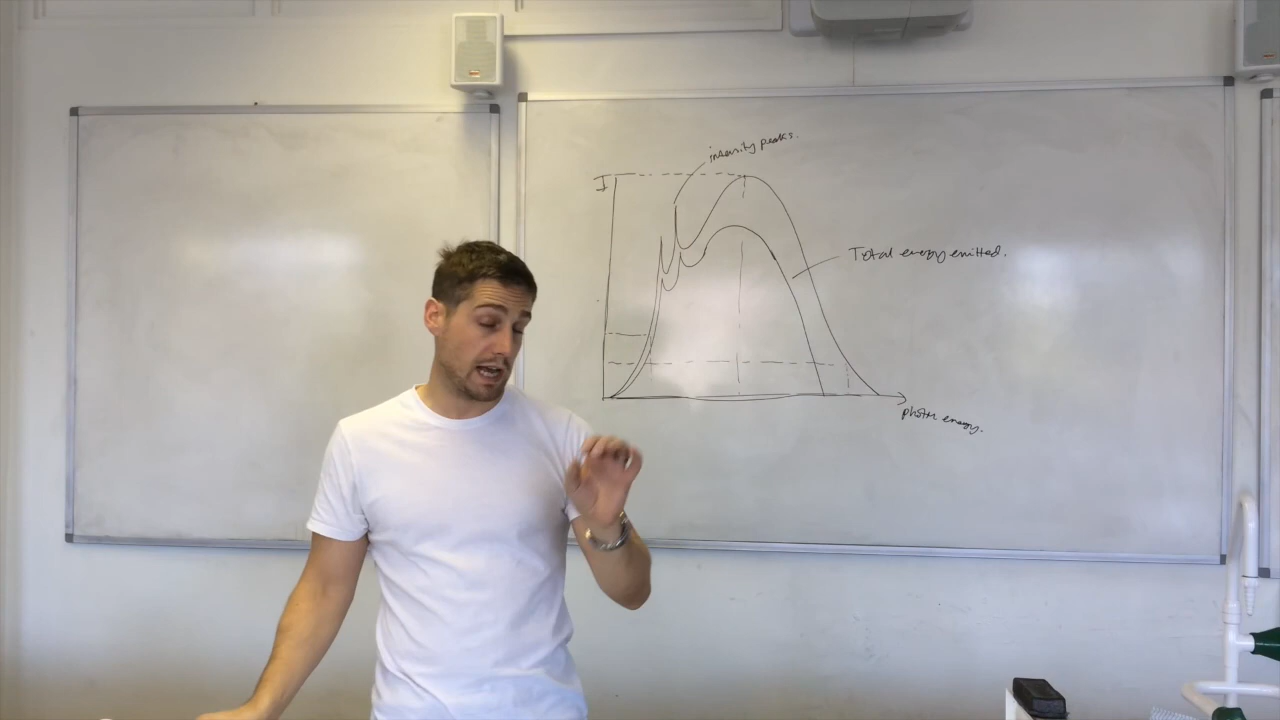 intensity peaks.
I
Total energy emitted.
photon energy.